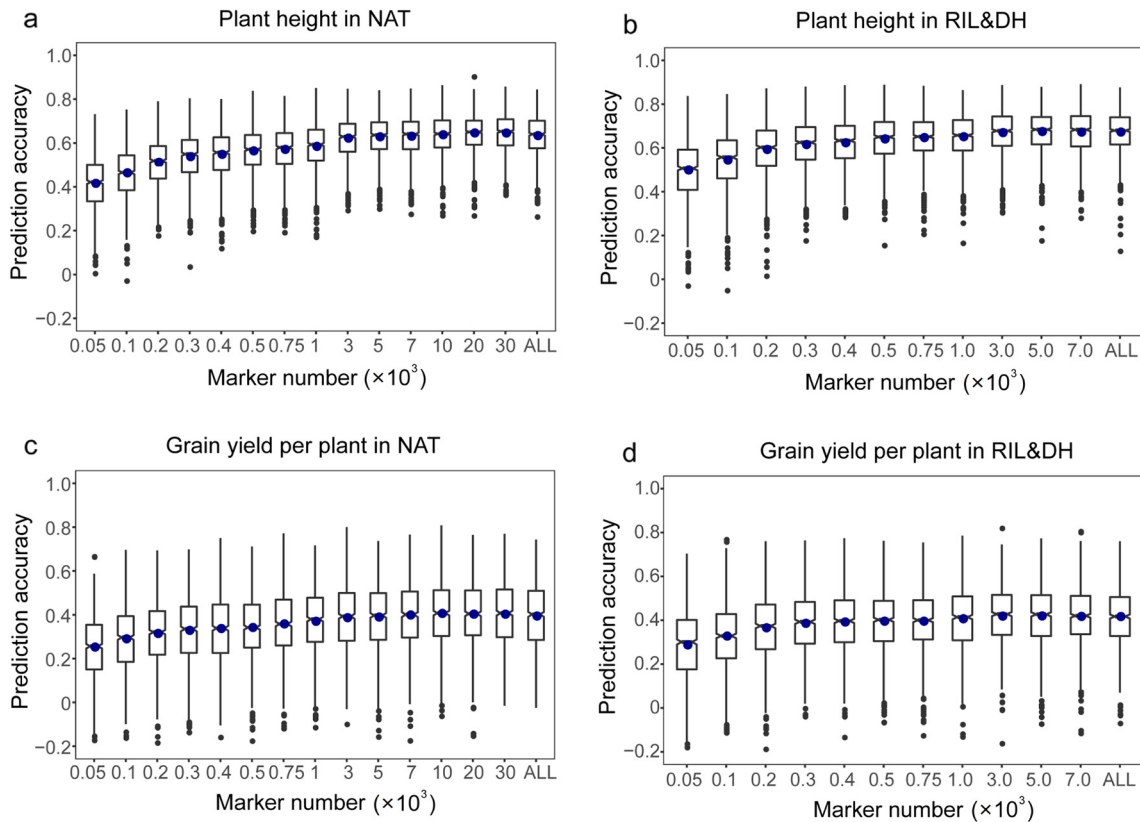 a
Plant height in NAT
Prediction accuracy
1.0
0.8
0.6
0.4
0.2
0
−0.2
0.05 0.1 0.2 0.3 0.4 0.5 0.75 1 3 5 7 10 20 30 ALL
Marker number (×10³)
b
Plant height in RIL&DH
Prediction accuracy
1.0
0.8
0.6
0.4
0.2
0
−0.2
0.05 0.1 0.2 0.3 0.4 0.5 0.75 1.0 3.0 5.0 7.0 ALL
Marker number (×10³)
c
Grain yield per plant in NAT
Prediction accuracy
1.0
0.8
0.6
0.4
0.2
0
−0.2
0.05 0.1 0.2 0.3 0.4 0.5 0.75 1 3 5 7 10 20 30 ALL
Marker number (×10³)
d
Grain yield per plant in RIL&DH
Prediction accuracy
1.0
0.8
0.6
0.4
0.2
0
−0.2
0.05 0.1 0.2 0.3 0.4 0.5 0.75 1.0 3.0 5.0 7.0 ALL
Marker number (×10³)